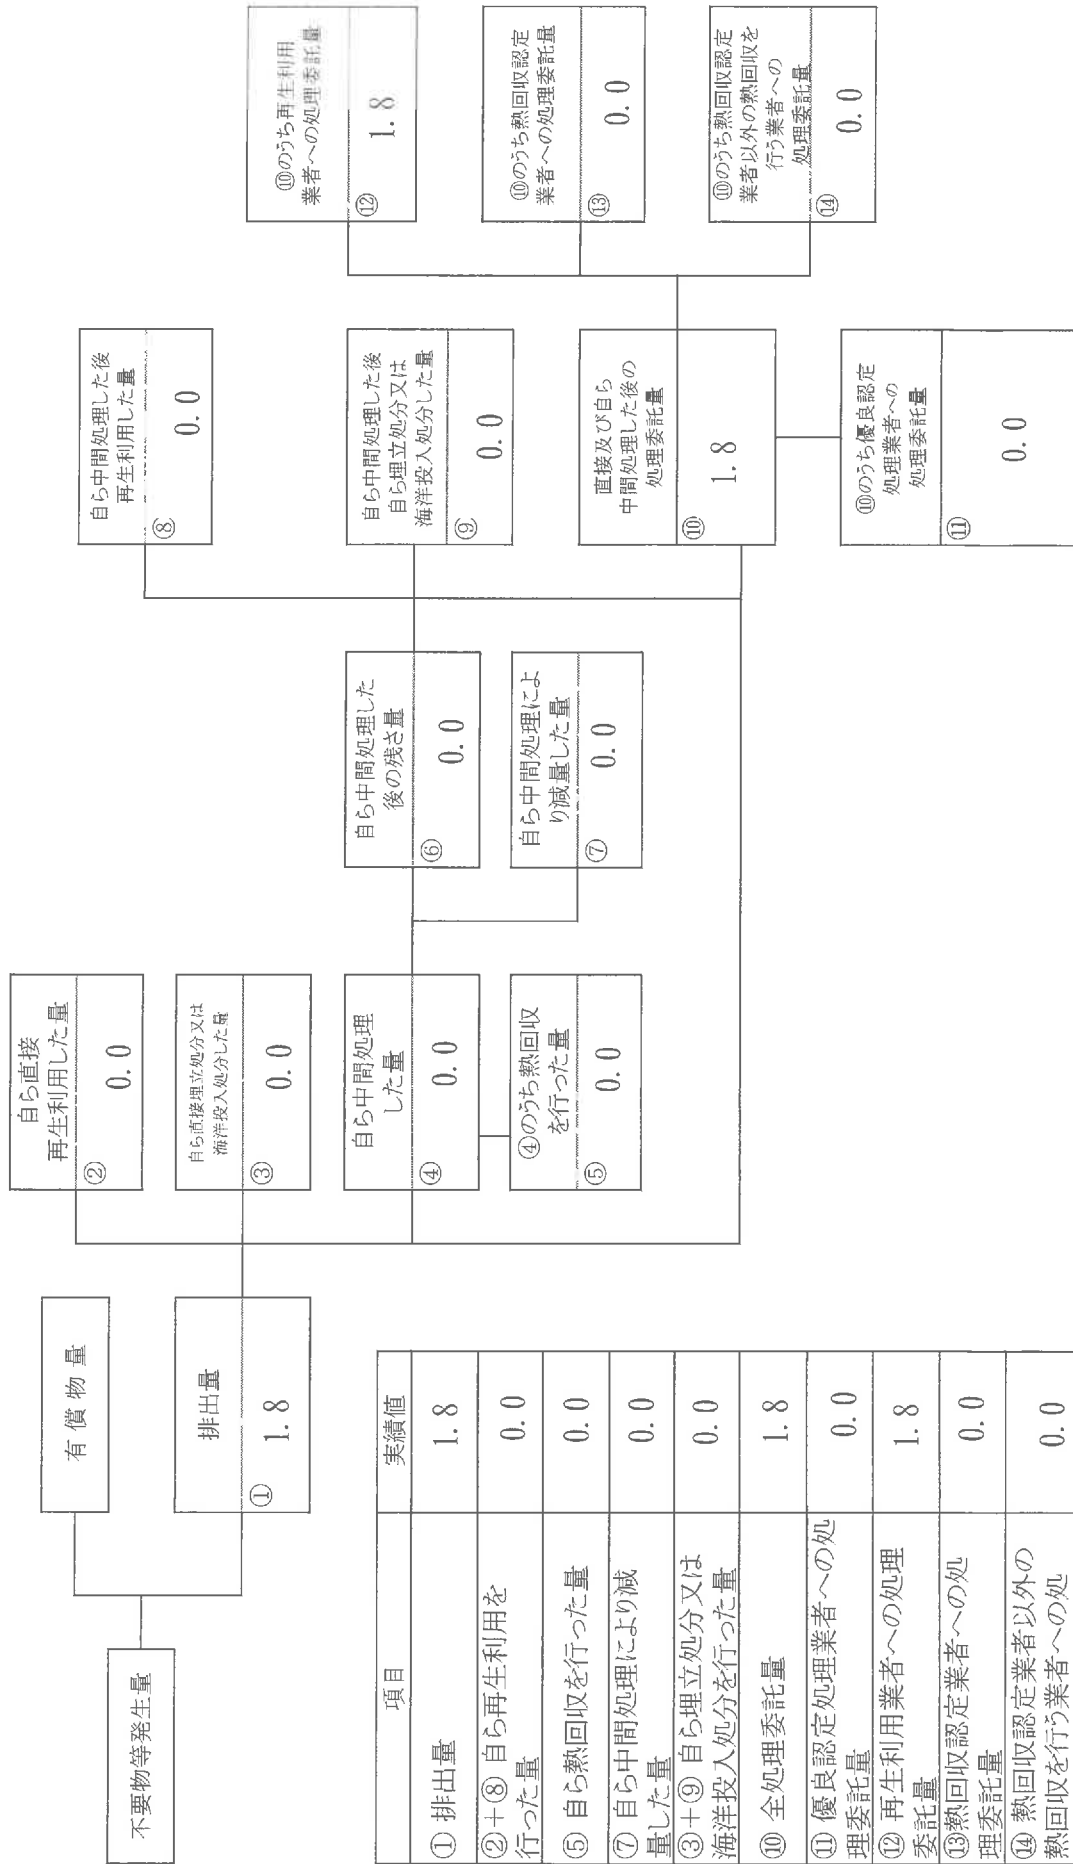 不要物等発生量
有 償 物 量
排出量
①
1.8
自ら直接
再生利用した量
②
0.0
自ら直接埋立処分又は
海洋投入処分した量
③
0.0
自ら中間処理
した量
④
0.0
④のうち熱回収
を行った量
⑤
0.0
自ら中間処理した
後の残さ量
⑥
0.0
自ら中間処理によ
り減量した量
⑦
0.0
自ら中間処理した後
再生利用した量
⑧
0.0
自ら中間処理した後
自ら埋立処分又は
海洋投入処分した量
⑨
0.0
直接及び自ら
中間処理した後の
処理委託量
⑩
1.8
⑩のうち優良認定
処理業者への
処理委託量
⑪
0.0
⑩のうち再生利用
業者への処理委託量
⑫
1.8
⑩のうち熱回収認定
業者への処理委託量
⑬
0.0
⑩のうち熱回収認定
業者以外の熱回収を
行う業者への
処理委託量
⑭
0.0
項目 実績値
① 排出量 1.8
②+⑧ 自ら再生利用を
行った量 0.0
⑤ 自ら熱回収を行った量 0.0
⑦ 自ら中間処理により減
量した量 0.0
③+⑨ 自ら埋立処分又は
海洋投入処分を行った量 0.0
⑩ 全処理委託量 1.8
⑪ 優良認定処理業者への処
理委託量 0.0
⑫ 再生利用業者への処理
委託量 1.8
⑬熱回収認定業者への処
理委託量 0.0
⑭ 熱回収認定業者以外の
熱回収を行う業者への処 0.0